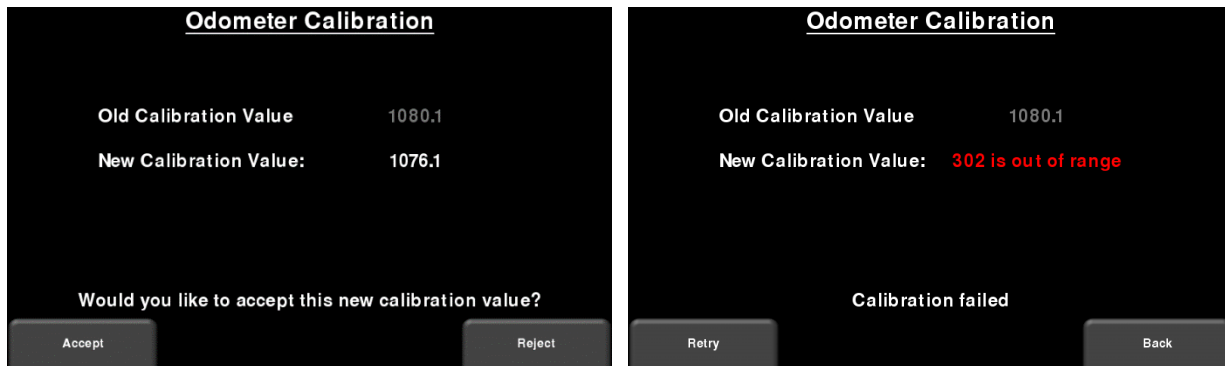 Odometer Calibration
Old Calibration Value 1080.1
New Calibration Value: 1076.1
Would you like to accept this new calibration value?
Accept Reject
Odometer Calibration
Old Calibration Value 1080.1
New Calibration Value: 302 is out of range
Calibration failed
Retry Back